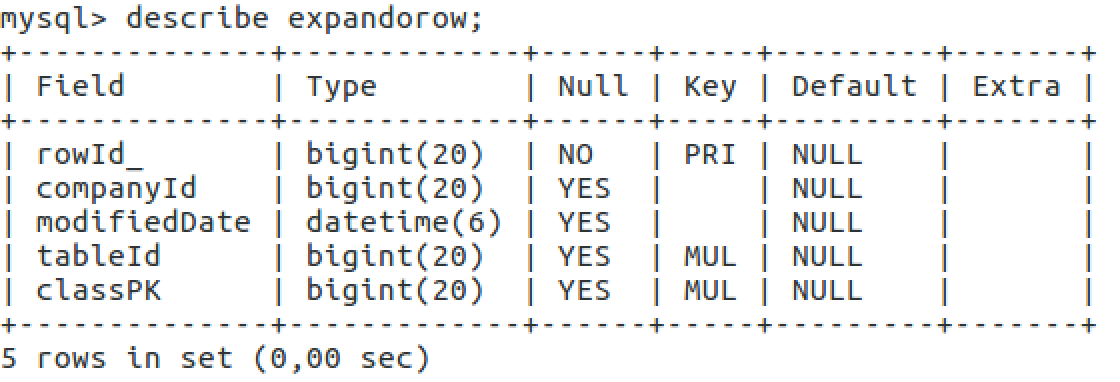 mysql> describe expandorow;
+--------------+-------------+------+-----+---------+-------+
| Field        | Type        | Null | Key | Default | Extra |
+--------------+-------------+------+-----+---------+-------+
| rowId_       | bigint(20)  | NO   | PRI | NULL    |       |
| companyId    | bigint(20)  | YES  |     | NULL    |       |
| modifiedDate | datetime(6) | YES  |     | NULL    |       |
| tableId      | bigint(20)  | YES  | MUL | NULL    |       |
| classPK      | bigint(20)  | YES  | MUL | NULL    |       |
+--------------+-------------+------+-----+---------+-------+
5 rows in set (0,00 sec)